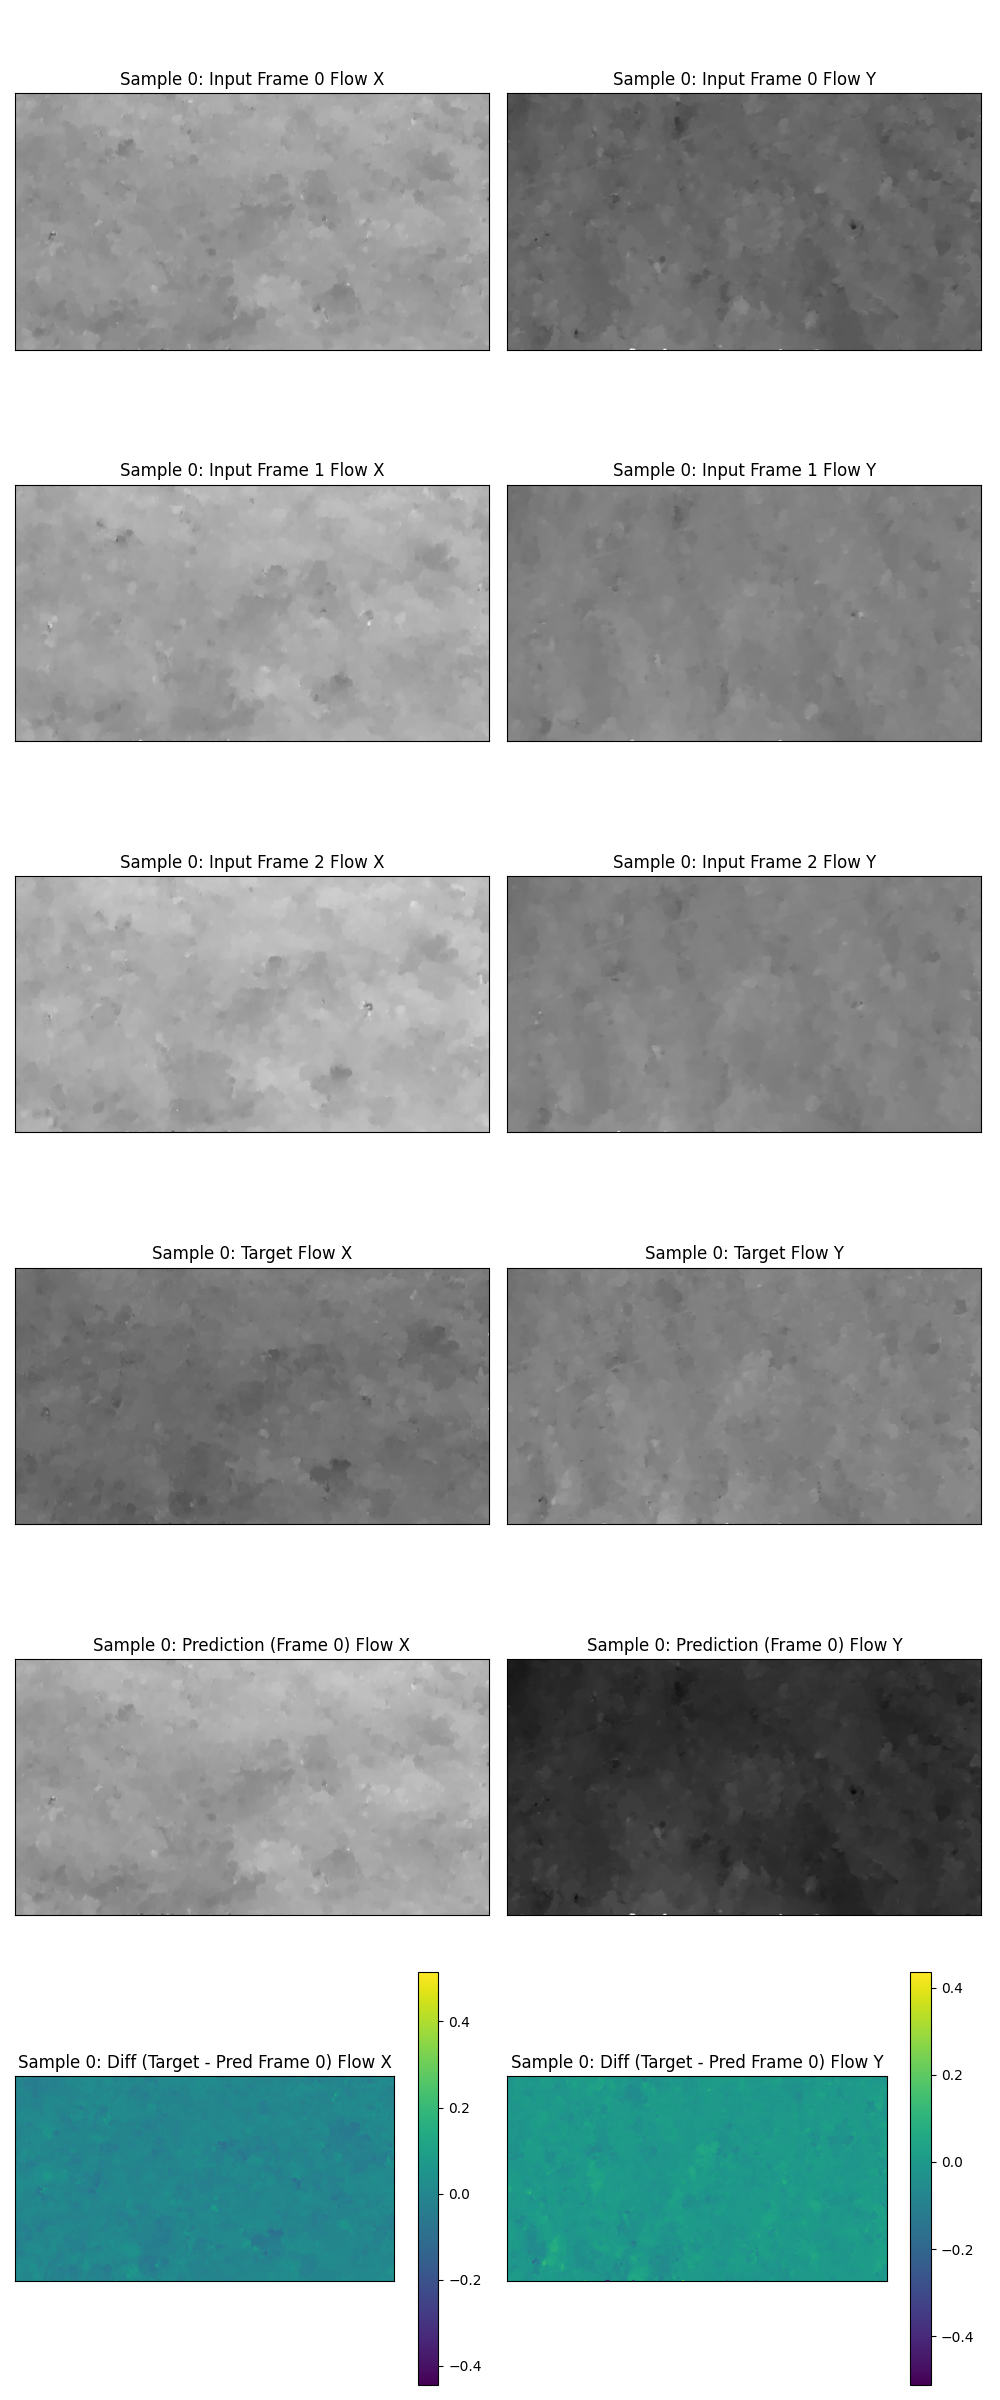 Sample 0: Input Frame 0 Flow X
Sample 0: Input Frame 0 Flow Y
Sample 0: Input Frame 1 Flow X
Sample 0: Input Frame 1 Flow Y
Sample 0: Input Frame 2 Flow X
Sample 0: Input Frame 2 Flow Y
Sample 0: Target Flow X
Sample 0: Target Flow Y
Sample 0: Prediction (Frame 0) Flow X
Sample 0: Prediction (Frame 0) Flow Y
Sample 0: Diff (Target - Pred Frame 0) Flow X
0.4
0.2
0.0
−0.2
−0.4
Sample 0: Diff (Target - Pred Frame 0) Flow Y
0.4
0.2
0.0
−0.2
−0.4